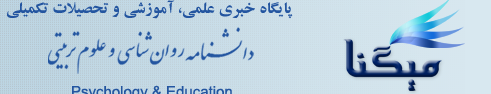 پایگاه خبری علمی، آموزشی و تحصیلات تکمیلی
دانشنامه روان شناسی و علوم تربیتی
Psychology & Education
میگنا